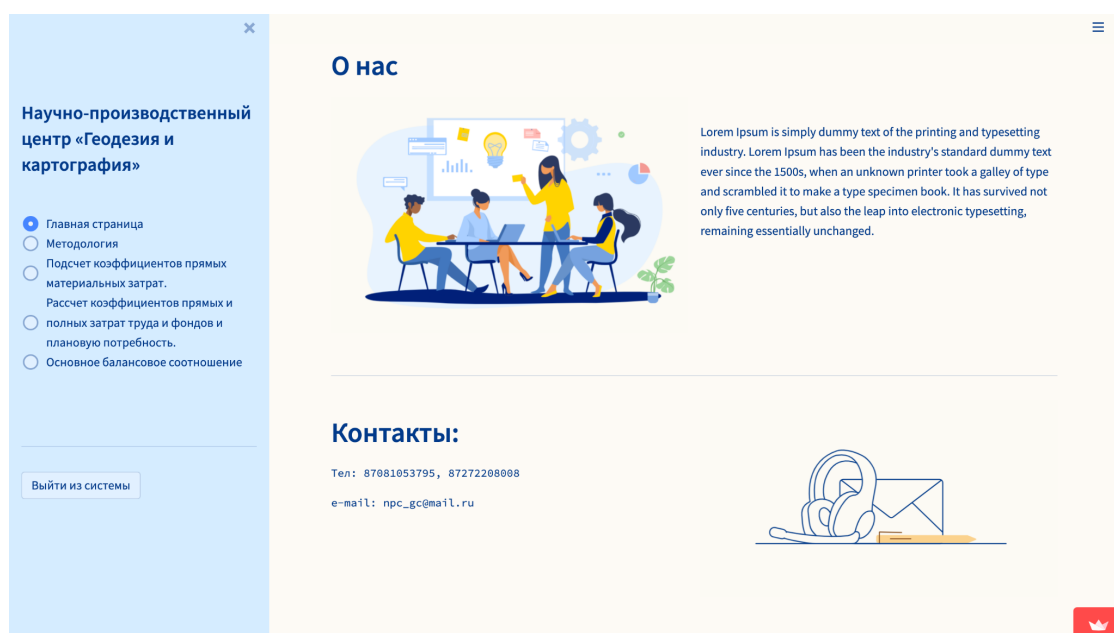 Научно-производственный
центр «Геодезия и
картография»
Главная страница
Методология
Подсчет коэффициентов прямых
материальных затрат.
Рассчет коэффициентов прямых и
полных затрат труда и фондов и
плановую потребность.
Основное балансовое соотношение
Выйти из системы
О нас
Lorem Ipsum is simply dummy text of the printing and typesetting
industry. Lorem Ipsum has been the industry's standard dummy text
ever since the 1500s, when an unknown printer took a galley of type
and scrambled it to make a type specimen book. It has survived not
only five centuries, but also the leap into electronic typesetting,
remaining essentially unchanged.
Контакты:
Тел: 87081053795, 87272208008
e-mail: npc_gc@mail.ru